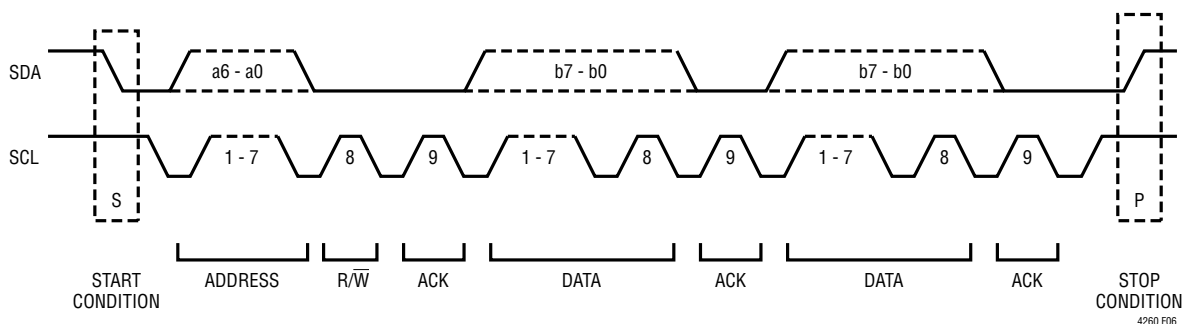 SDA
a6 - a0
b7 - b0
b7 - b0
SCL
1 - 7
8
9
1 - 7
8
9
1 - 7
8
9
S
P
START
CONDITION
ADDRESS
R/W̅
ACK
DATA
ACK
DATA
ACK
STOP
CONDITION
4260 F06